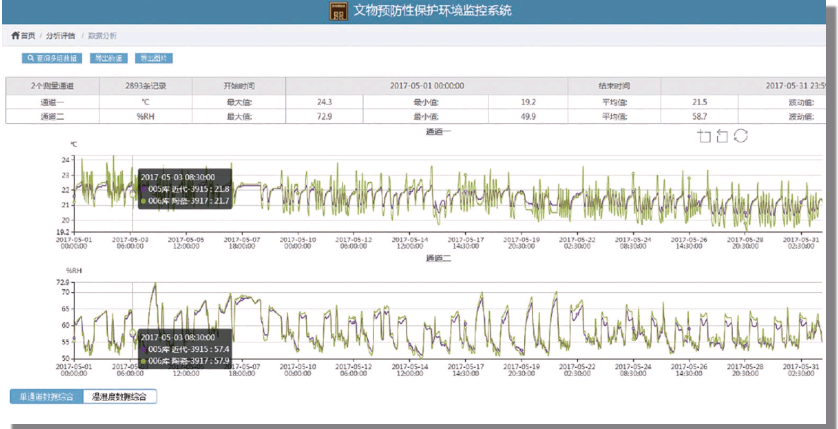 文物预防性保护环境监控系统
首页 / 分析评估 / 数据分析
查询多组曲线 导出数据 导出图片
2个测量通道 2893条记录 开始时间 2017-05-01 00:00:00 结束时间 2017-05-31 23:5
通道一 ℃ 最大值: 24.3 最小值: 19.2 平均值: 21.5 波动值:
通道二 %RH 最大值: 72.9 最小值: 49.9 平均值: 58.7 波动值:
通道一
℃
24
23
22
21
20
19.2
2017-05-03 08:30:00
005库 近代-3915 : 21.8
006库 陶瓷-3917 : 21.7
2017-05-01 2017-05-03 2017-05-05 2017-05-07 2017-05-10 2017-05-12 2017-05-14 2017-05-17 2017-05-19 2017-05-22 2017-05-24 2017-05-26 2017-05-28 2017-05-31
00:00:00 06:00:00 12:00:00 18:00:00 00:00:00 06:00:00 12:00:00 14:30:00 20:30:00 02:30:00 08:30:00 14:30:00 20:30:00 02:30:00
通道二
%RH
72.9
70
65
60
55
50
2017-05-03 08:30:00
005库 近代-3915 : 57.4
006库 陶瓷-3917 : 57.9
2017-05-01 2017-05-03 2017-05-05 2017-05-07 2017-05-10 2017-05-12 2017-05-14 2017-05-17 2017-05-19 2017-05-22 2017-05-24 2017-05-26 2017-05-28 2017-05-31
00:00:00 06:00:00 12:00:00 18:00:00 00:00:00 06:00:00 12:00:00 14:30:00 20:30:00 02:30:00 08:30:00 14:30:00 20:30:00 02:30:00
单通道数据综合 温湿度数据综合